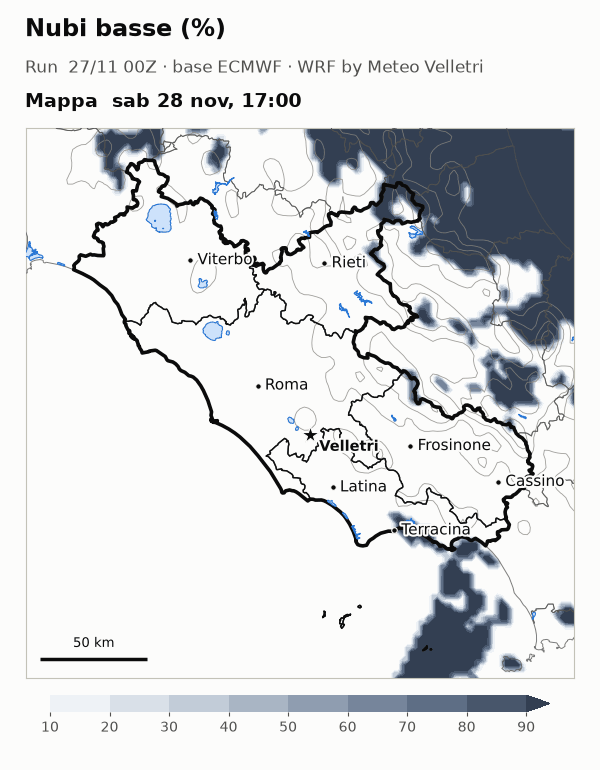 Nubi basse (%)
Run 27/11 00Z · base ECMWF · WRF by Meteo Velletri
Mappa sab 28 nov, 17:00
Viterbo
Rieti
Roma
Velletri
Frosinone
Cassino
Latina
Terracina
50 km
10 20 30 40 50 60 70 80 90